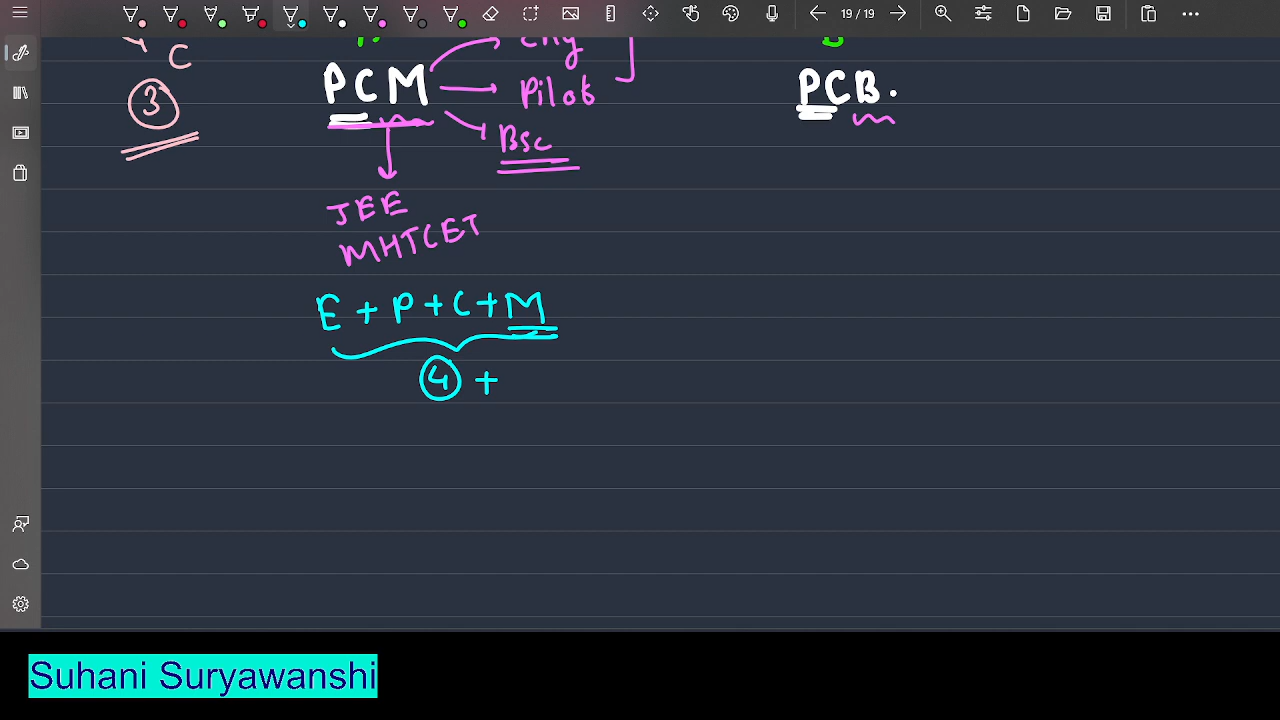 19/19
C
3
PCM
Pilot
Bsc
PCB.
JEE
MHTCET
E + P + C + M
4 +
Suhani Suryawanshi